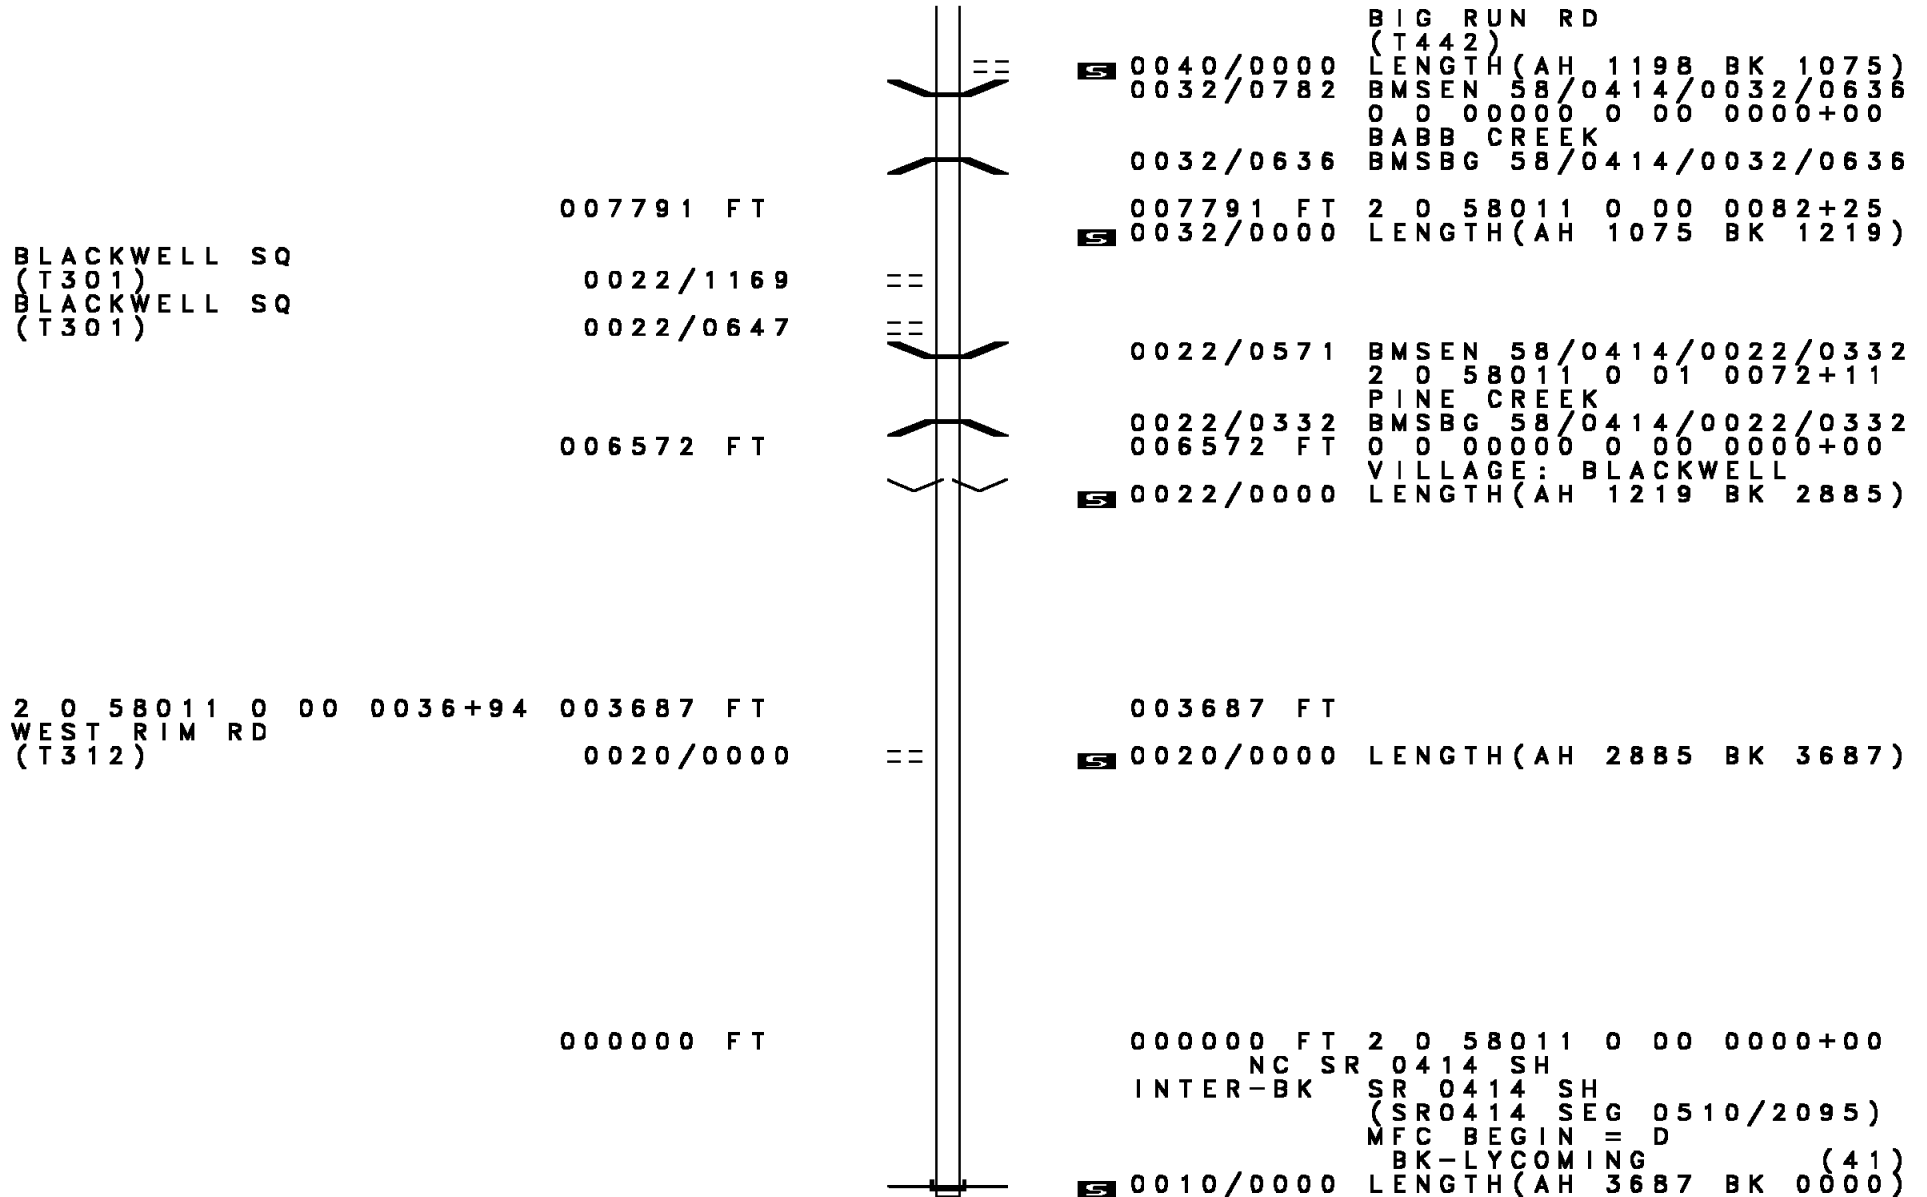 BIG RUN RD
(T442)
S 0040/0000 LENGTH(AH 1198 BK 1075)
0032/0782 BMSEN 58/0414/0032/0636
0 0 00000 0 00 0000+00
BABB CREEK
0032/0636 BMSBG 58/0414/0032/0636
007791 FT 007791 FT 2 0 58011 0 00 0082+25
S 0032/0000 LENGTH(AH 1075 BK 1219)
BLACKWELL SQ
(T301) 0022/1169
BLACKWELL SQ
(T301) 0022/0647
0022/0571 BMSEN 58/0414/0022/0332
2 0 58011 0 01 0072+11
PINE CREEK
0022/0332 BMSBG 58/0414/0022/0332
006572 FT 006572 FT 0 0 00000 0 00 0000+00
VILLAGE: BLACKWELL
S 0022/0000 LENGTH(AH 1219 BK 2885)
2 0 58011 0 00 0036+94 003687 FT 003687 FT
WEST RIM RD
(T312) 0020/0000 S 0020/0000 LENGTH(AH 2885 BK 3687)
000000 FT 000000 FT 2 0 58011 0 00 0000+00
NC SR 0414 SH
INTER-BK SR 0414 SH
(SR0414 SEG 0510/2095)
MFC BEGIN = D
BK-LYCOMING (41)
S 0010/0000 LENGTH(AH 3687 BK 0000)